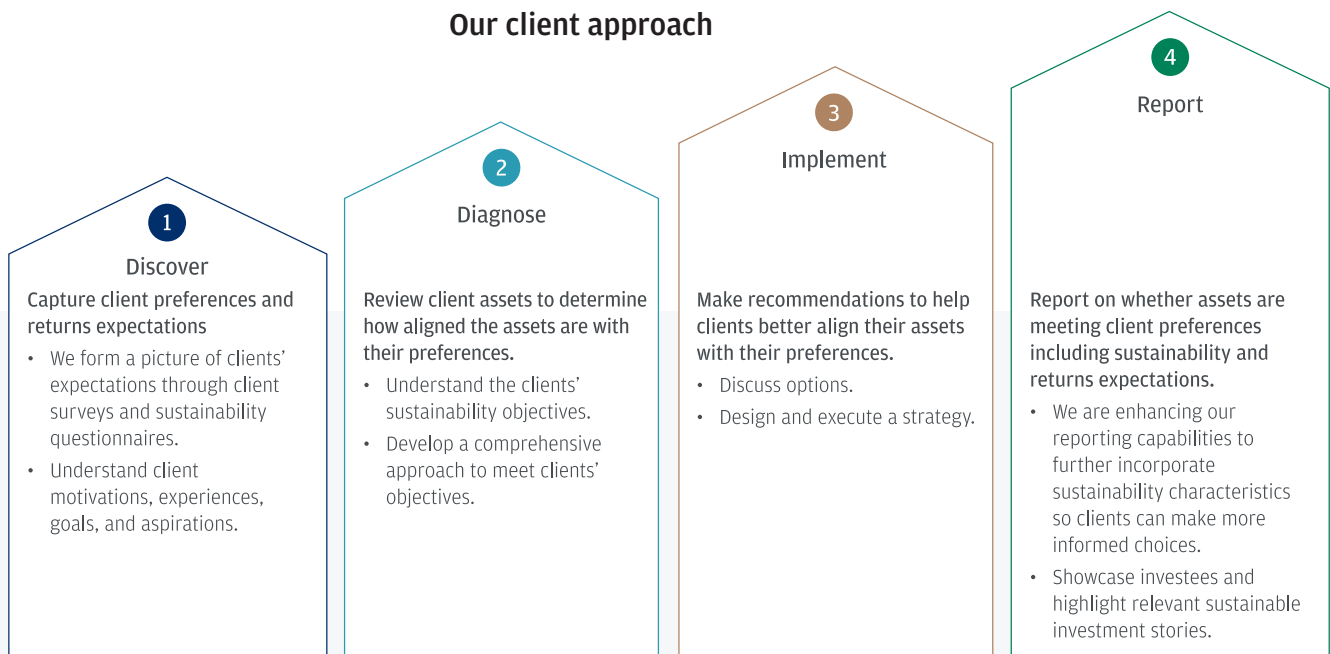 Our client approach
1
Discover
Capture client preferences and
returns expectations
• We form a picture of clients’
expectations through client
surveys and sustainability
questionnaires.
• Understand client
motivations, experiences,
goals, and aspirations.
2
Diagnose
Review client assets to determine
how aligned the assets are with
their preferences.
• Understand the clients’
sustainability objectives.
• Develop a comprehensive
approach to meet clients’
objectives.
3
Implement
Make recommendations to help
clients better align their assets
with their preferences.
• Discuss options.
• Design and execute a strategy.
4
Report
Report on whether assets are
meeting client preferences
including sustainability and
returns expectations.
• We are enhancing our
reporting capabilities to
further incorporate
sustainability characteristics
so clients can make more
informed choices.
• Showcase investees and
highlight relevant sustainable
investment stories.